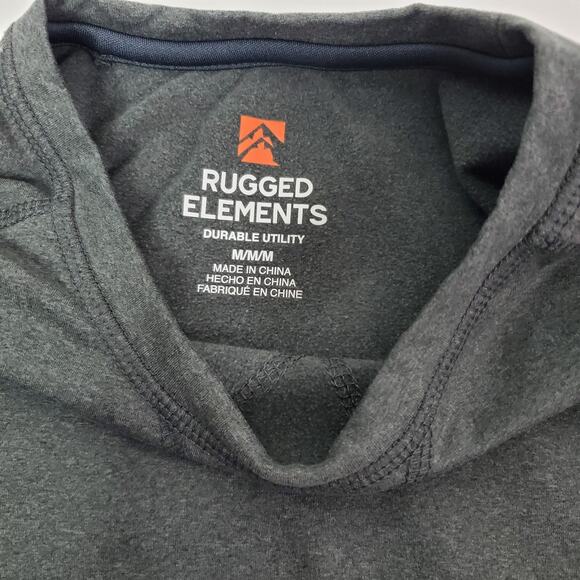 RUGGED
ELEMENTS
DURABLE UTILITY
M/M/M
MADE IN CHINA
HECHO EN CHINA
FABRIQUÉ EN CHINE